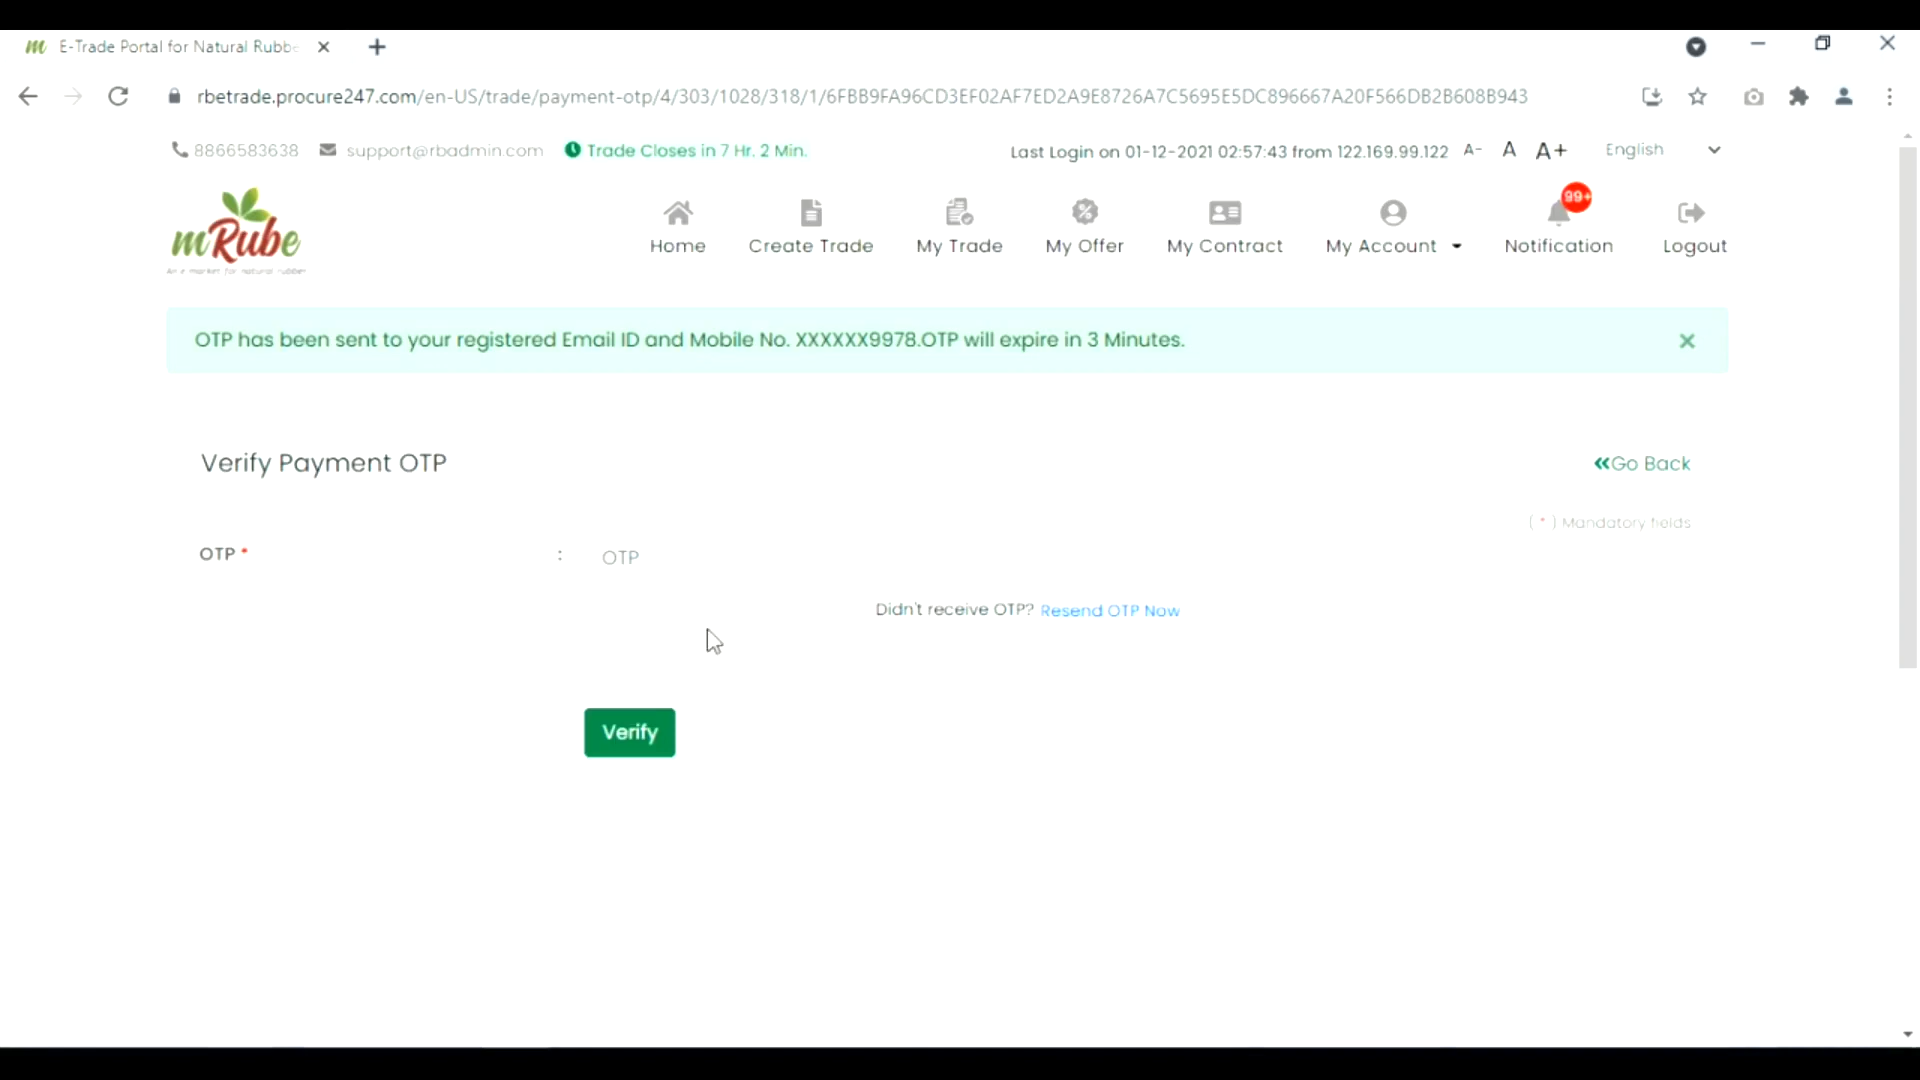 m E-Trade Portal for Natural Rubb
rbetrade.procure247.com/en-US/trade/payment-otp/4/303/1028/318/1/6FBB9FA96CD3EF02AF7ED2A9E8726A7C5695E5DC896667A20F566DB2B608B943
8866583638 support@rbadmin.com Trade Closes in 7 Hr. 2 Min. Last Login on 01-12-2021 02:57:43 from 122.169.99.122 A- A A+ English
mRube
An e market for natural rubber
99+
Home Create Trade My Trade My Offer My Contract My Account Notification Logout
OTP has been sent to your registered Email ID and Mobile No. XXXXXX9978.OTP will expire in 3 Minutes. ×
Verify Payment OTP «Go Back
( * ) Mandatory fields
OTP * : OTP
Didn't receive OTP? Resend OTP Now
Verify